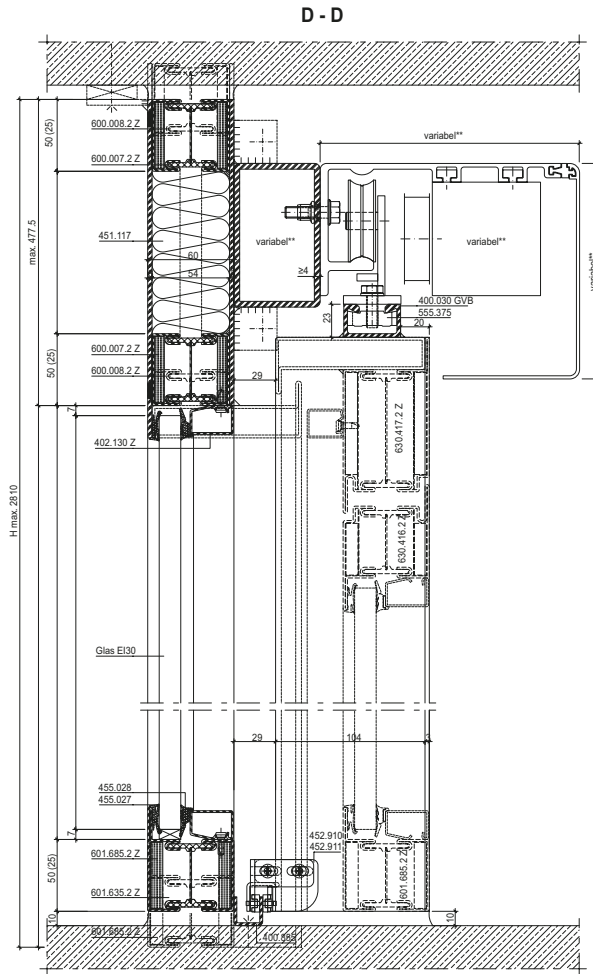 D - D
50 (25)
600.008.2 Z
600.007.2 Z
variabel**
max. 477.5
451.117
60
54
variabel**
≥4
variabel**
variabel**
400.030 GVB
555.375
20
23
50 (25)
600.007.2 Z
600.008.2 Z
29
7
402.130 Z
630.417.2 Z
630.416.2 Z
H max. 2810
Glas EI30
29
104
3
455.028
455.027
7
452.910
452.911
50 (25)
601.685.2 Z
601.635.2 Z
601.685.2 Z
10
601.685.2 Z
400.355
10